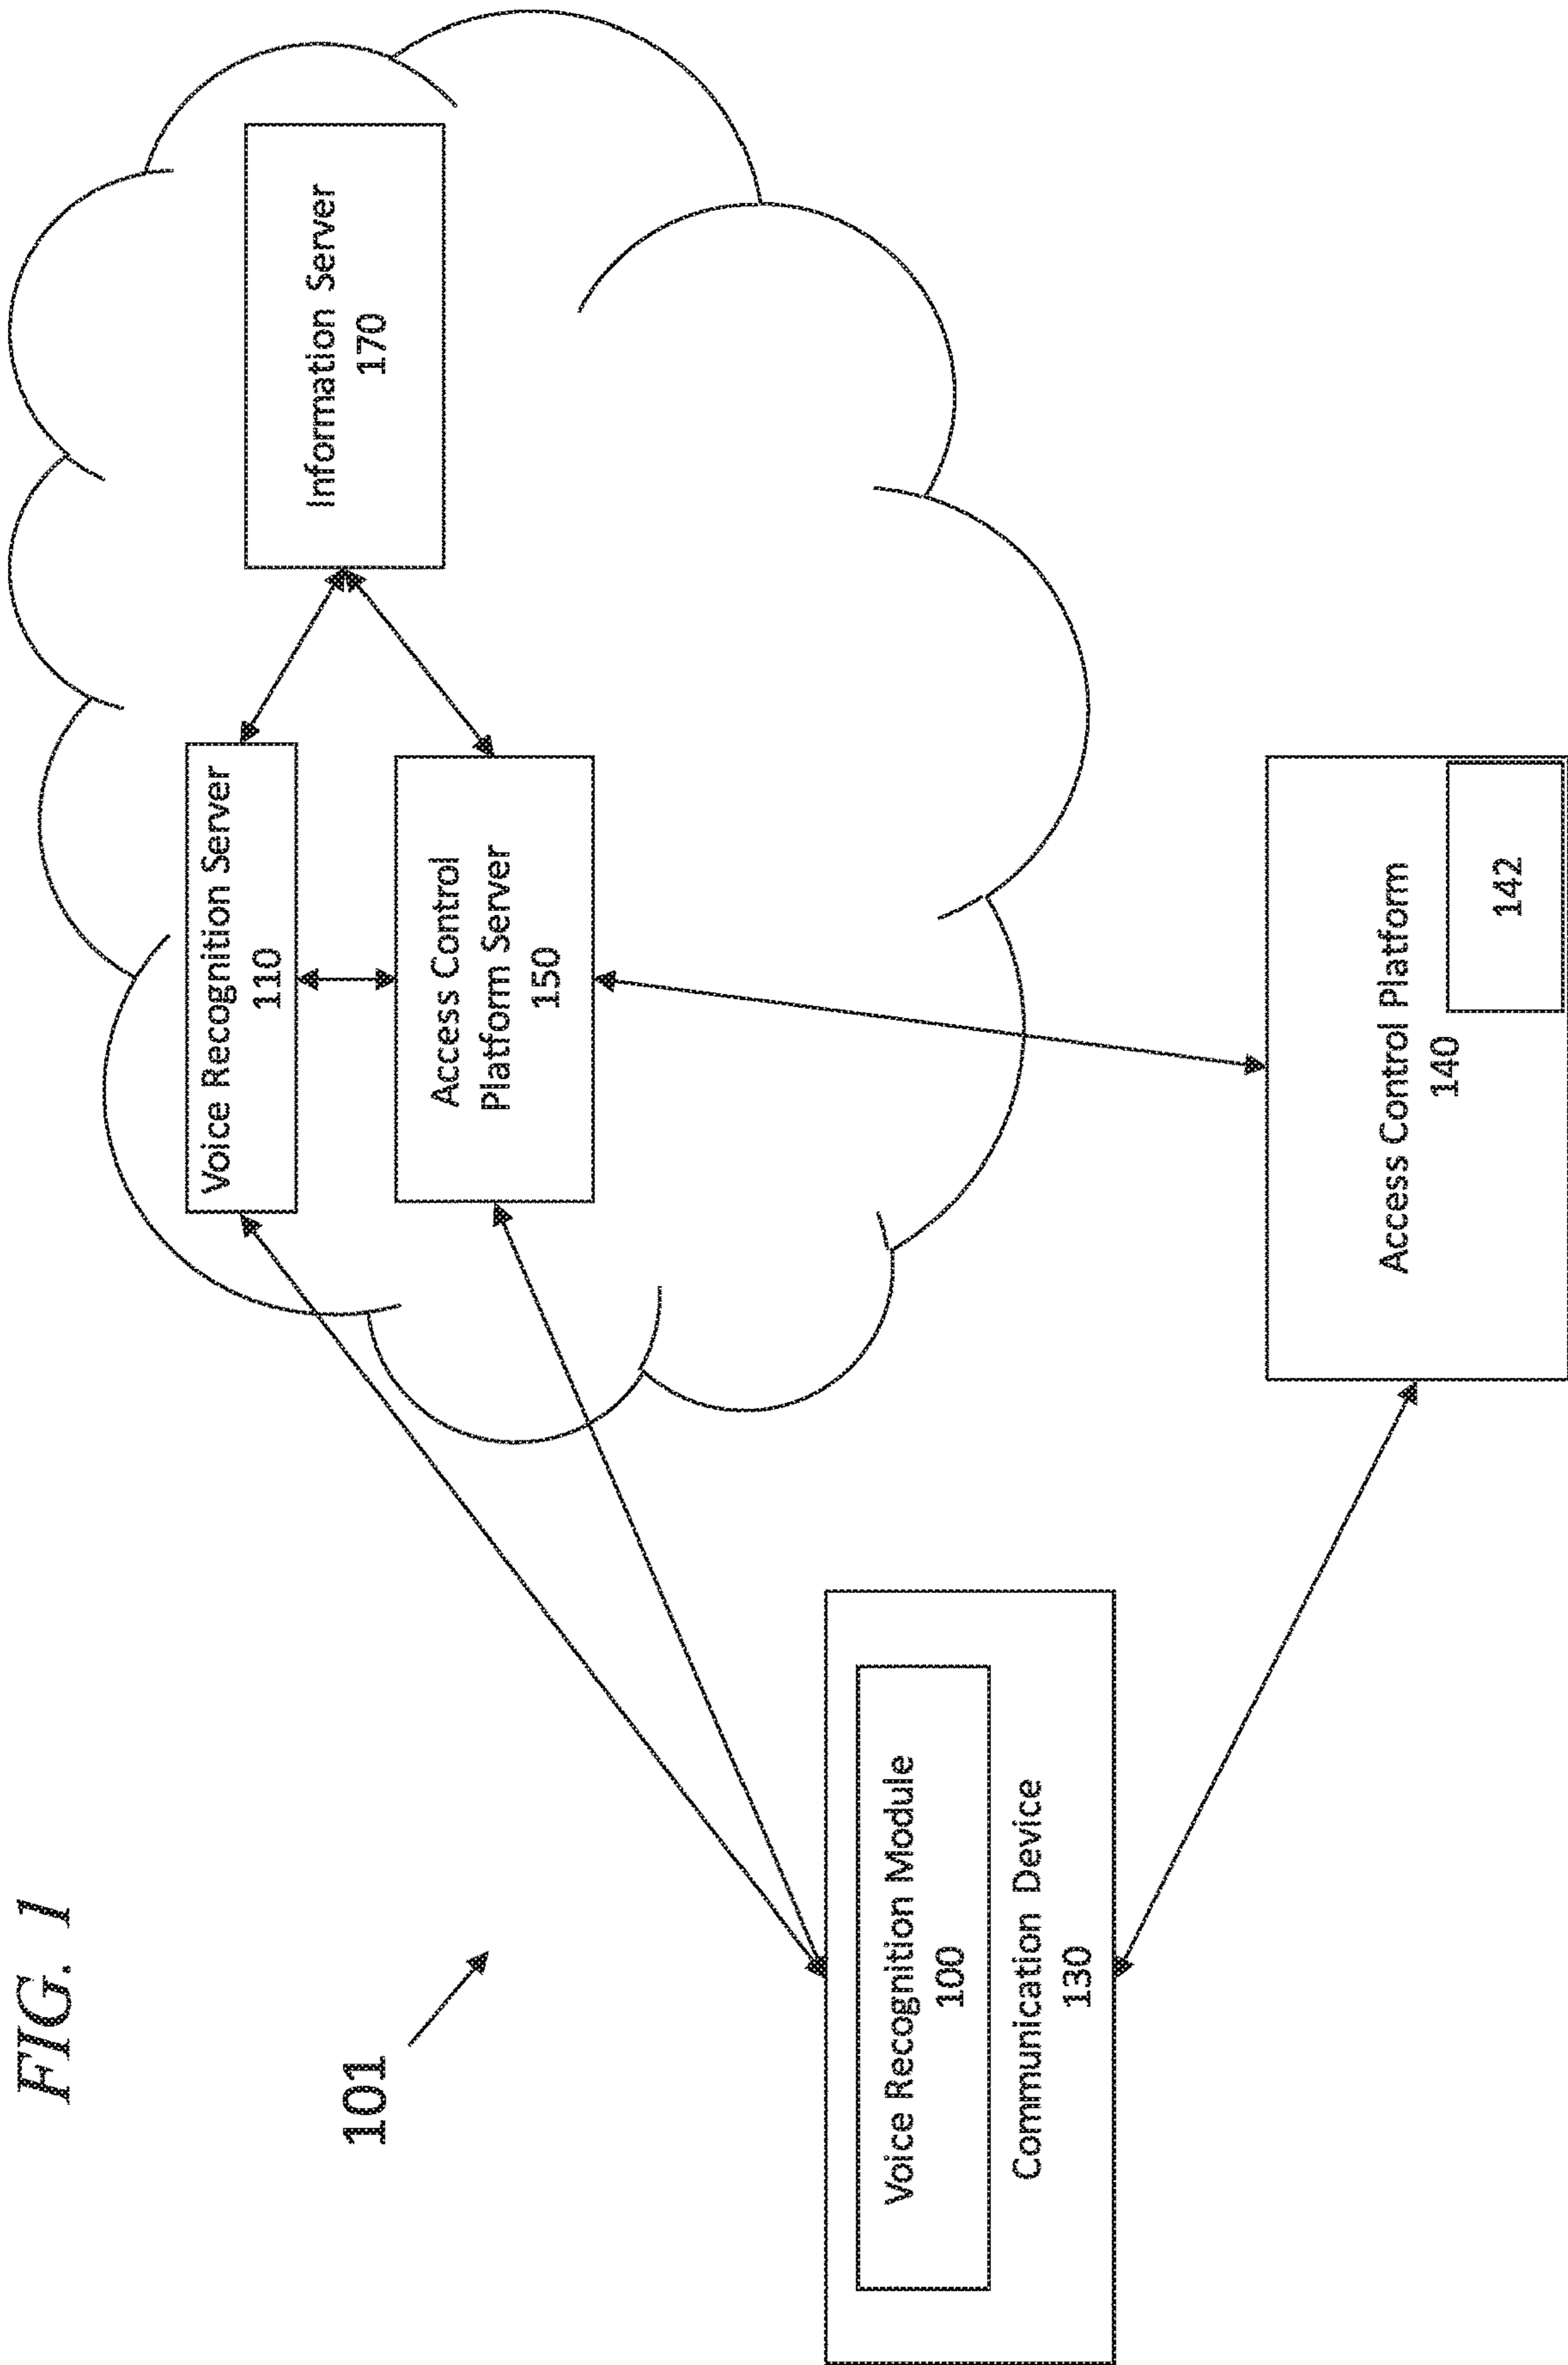 FIG. 1
101
Voice Recognition Server
110
Access Control
Platform Server
150
Information Server
170
Voice Recognition Module
100
Communication Device
130
Access Control Platform
140
142